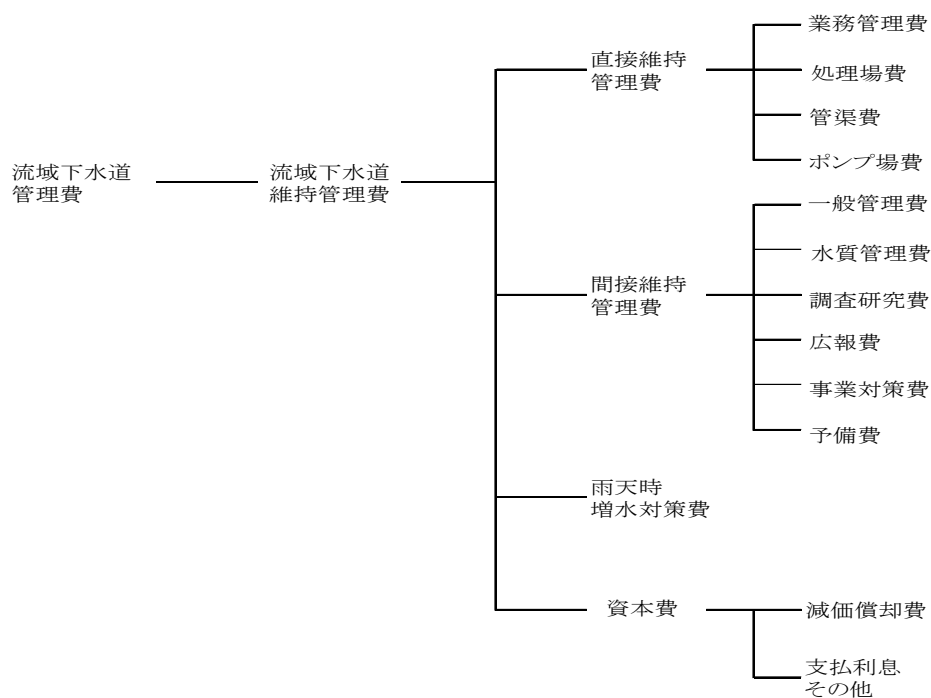 流域下水道
管理費
流域下水道
維持管理費
直接維持
管理費
業務管理費
処理場費
管渠費
ポンプ場費
間接維持
管理費
一般管理費
水質管理費
調査研究費
広報費
事業対策費
予備費
雨天時
増水対策費
資本費
減価償却費
支払利息
その他